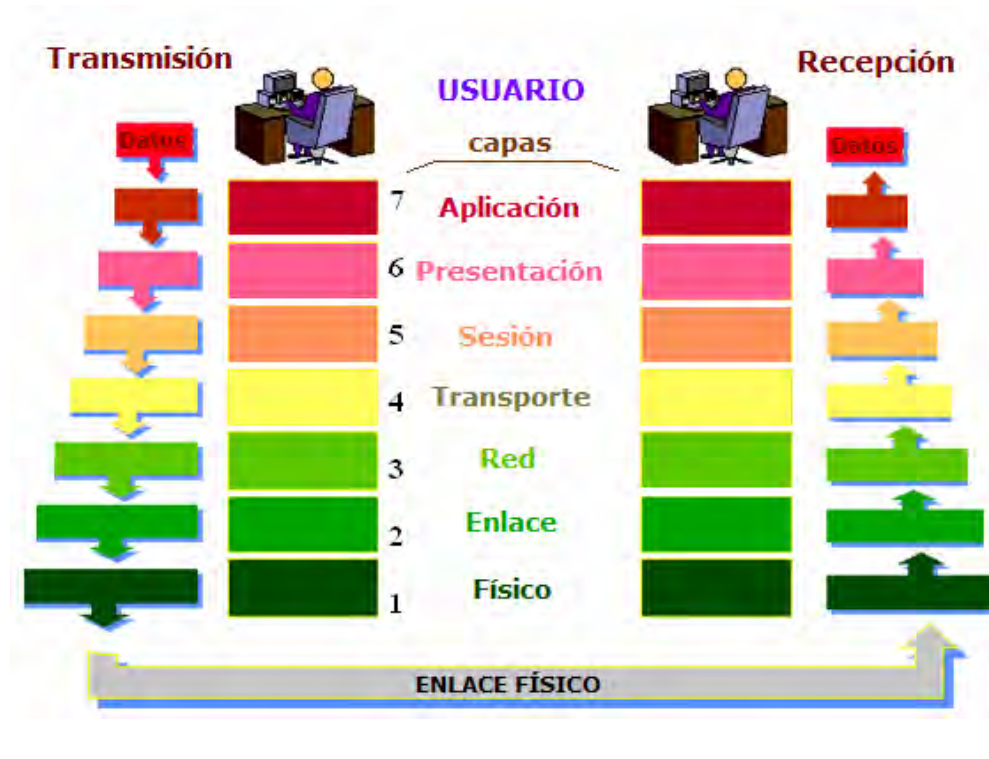 Transmisión
Recepción
USUARIO
capas
Datos
Datos
7 Aplicación
6 Presentación
5 Sesión
4 Transporte
3 Red
2 Enlace
1 Físico
ENLACE FÍSICO